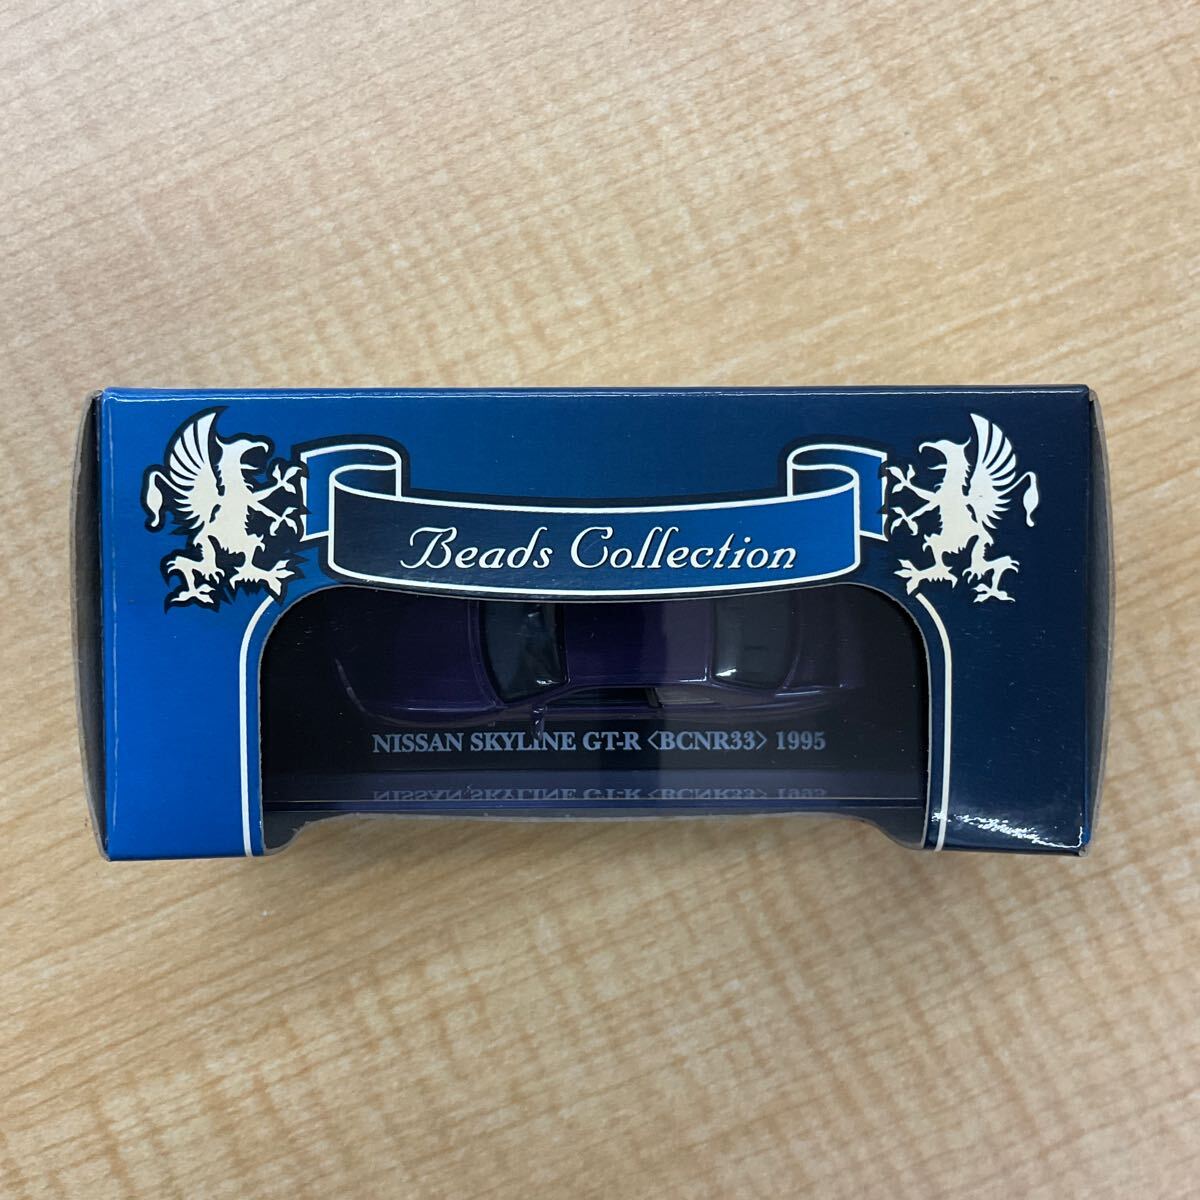 Beads Collection
NISSAN SKYLINE GT-R〈BCNR33〉1995